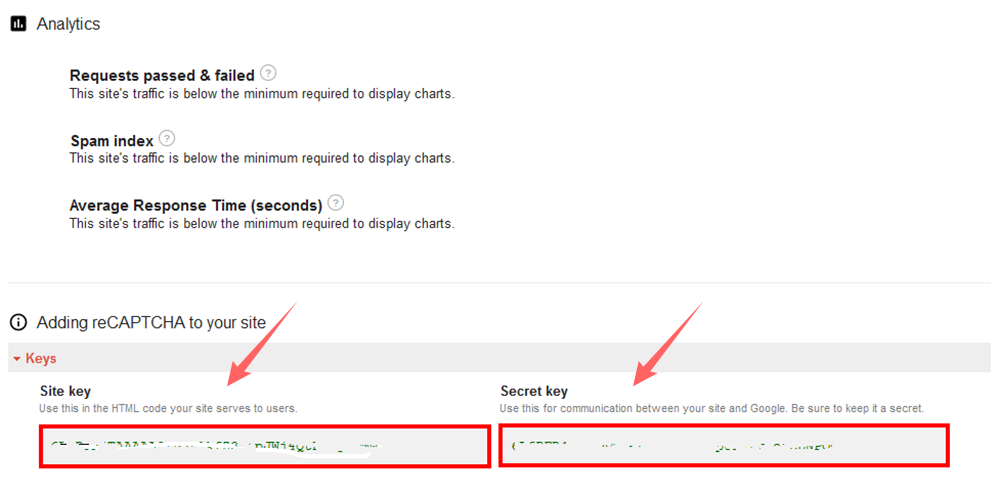 Analytics
Requests passed & failed ?
This site's traffic is below the minimum required to display charts.
Spam index ?
This site's traffic is below the minimum required to display charts.
Average Response Time (seconds) ?
This site's traffic is below the minimum required to display charts.
Adding reCAPTCHA to your site
Keys
Site key
Use this in the HTML code your site serves to users.
Secret key
Use this for communication between your site and Google. Be sure to keep it a secret.